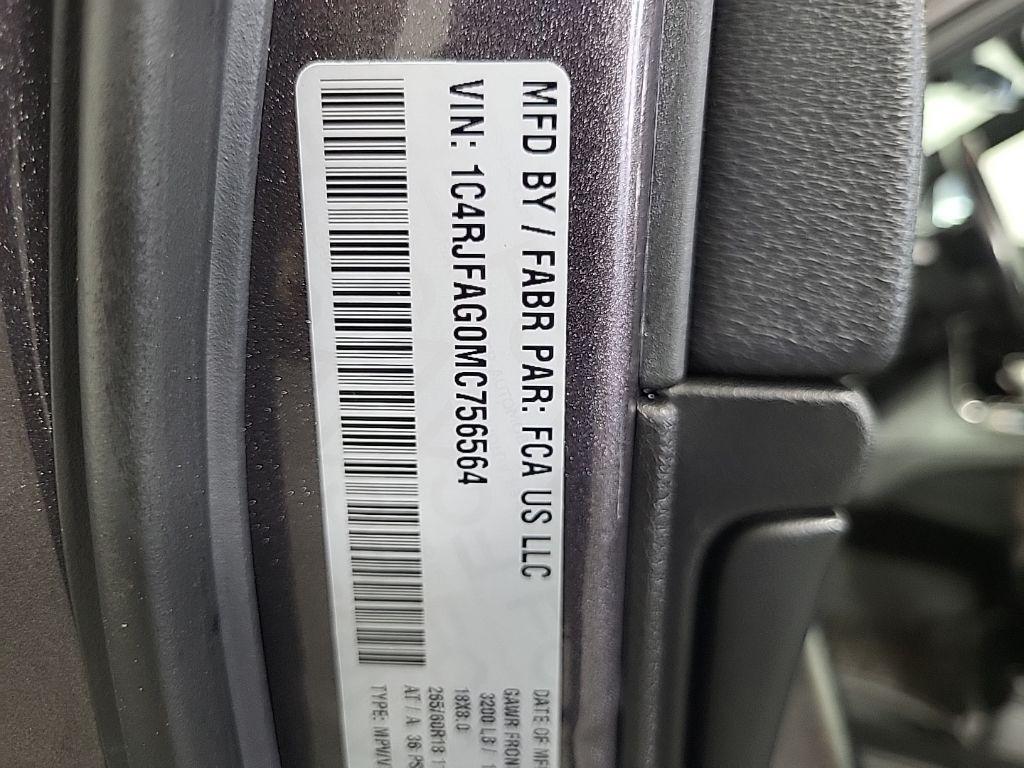 MFD BY / FABR PAR: FCA US LLC
VIN: 1C4RJFAG0MC756564
DATE OF MF
GAWR FRON
3200 LB /
18X8.0
265/60R18
AT / A 36 PS
TYPE: MPV/V